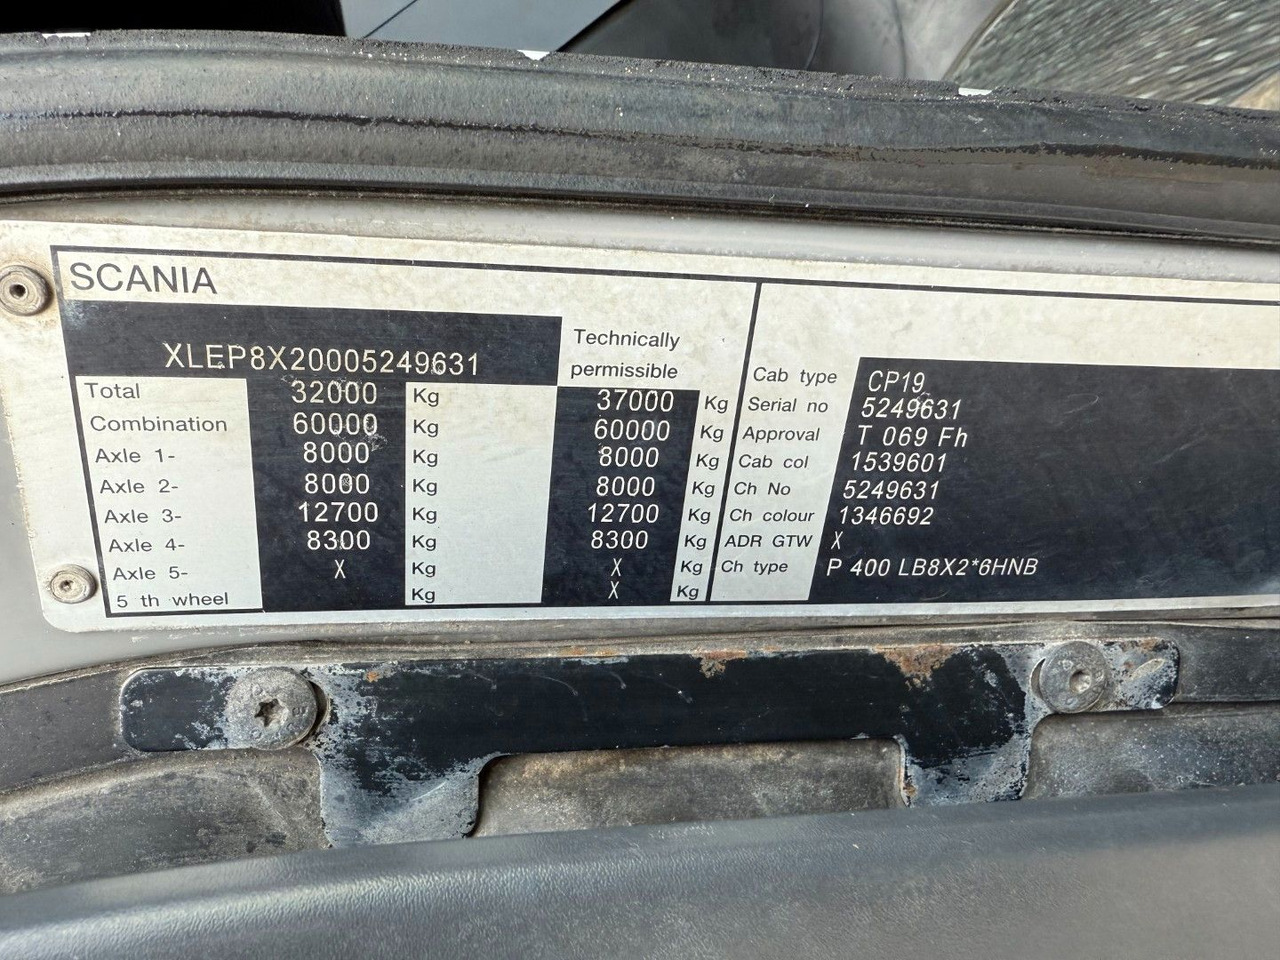 SCANIA
XLEP8X20005249631
Technically
permissible
Total 32000 Kg 37000 Kg
Combination 60000 Kg 60000 Kg
Axle 1- 8000 Kg 8000 Kg
Axle 2- 8000 Kg 8000 Kg
Axle 3- 12700 Kg 12700 Kg
Axle 4- 8300 Kg 8300 Kg
Axle 5- X Kg X Kg
5 th wheel Kg X Kg
Cab type CP19
Serial no 5249631
Approval T 069 Fh
Cab col 1539601
Ch No 5249631
Ch colour 1346692
ADR GTW X
Ch type P 400 LB8X2*6HNB